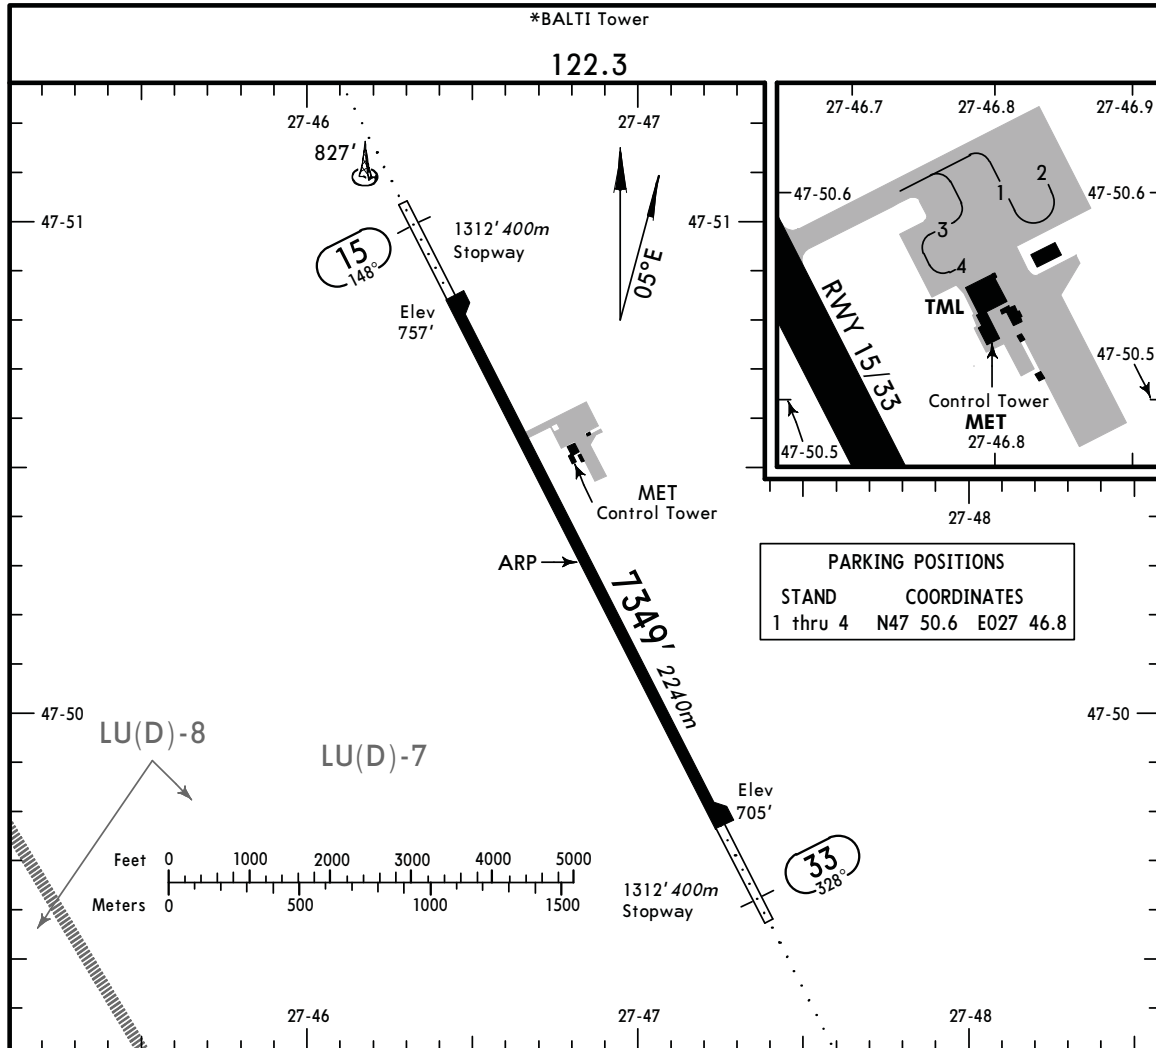 *BALTI Tower
122.3
27-46
27-47
827'
47-51
47-51
1312' 400m
Stopway
15
148°
05°E
Elev
757'
MET
Control Tower
ARP
7349' 2240m
47-50
47-50
LU(D)-8
LU(D)-7
Elev
705'
33
328°
1312' 400m
Stopway
Feet 0 1000 2000 3000 4000 5000
Meters 0 500 1000 1500
27-46
27-47
27-48
27-46.7
27-46.8
27-46.9
47-50.6
47-50.6
1
2
3
4
TML
RWY 15/33
47-50.5
Control Tower
MET
27-46.8
47-50.5
27-48
PARKING POSITIONS
STAND COORDINATES
1 thru 4 N47 50.6 E027 46.8